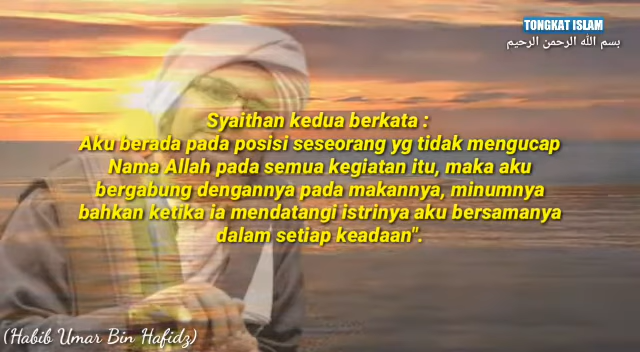 TONGKAT ISLAM
بسم الله الرحمن الرحيم
Syaithan kedua berkata :
Aku berada pada posisi seseorang yg tidak mengucap
Nama Allah pada semua kegiatan itu, maka aku
bergabung dengannya pada makannya, minumnya
bahkan ketika ia mendatangi istrinya aku bersamanya
dalam setiap keadaan".
(Habib Umar Bin Hafidz)